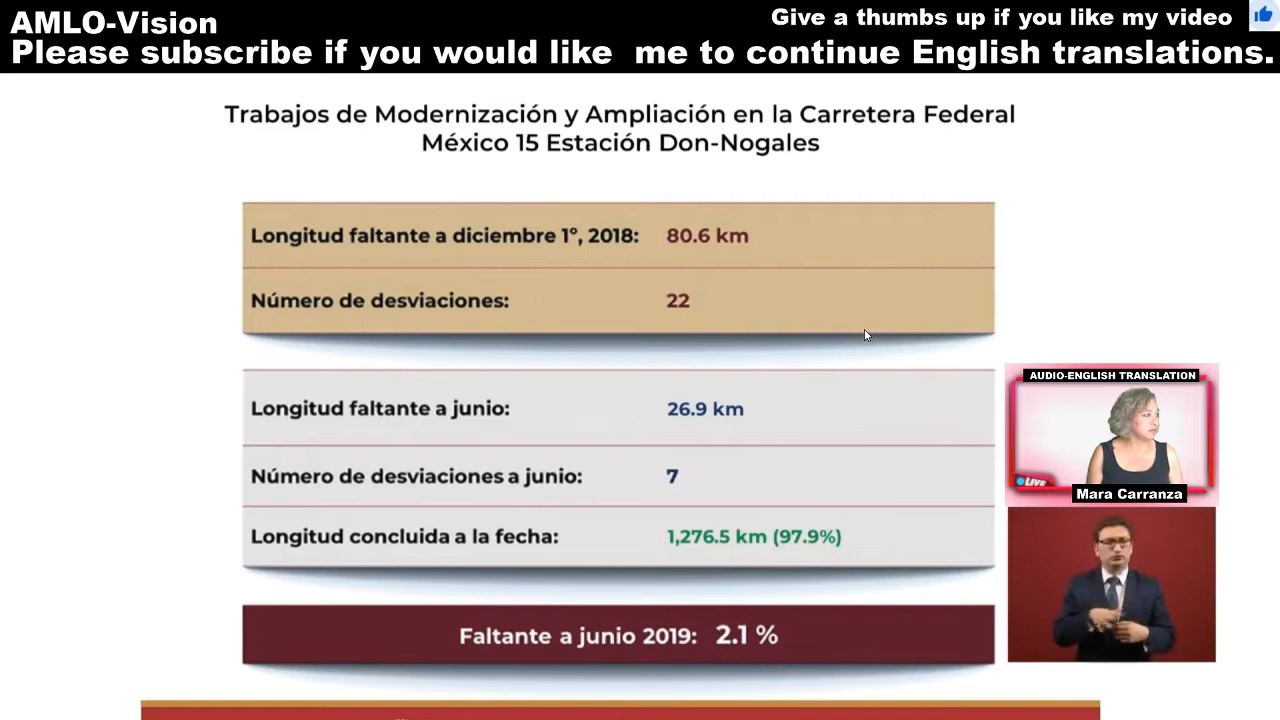 AMLO-Vision
Give a thumbs up if you like my video
Please subscribe if you would like me to continue English translations.
Trabajos de Modernización y Ampliación en la Carretera Federal
México 15 Estación Don-Nogales
Longitud faltante a diciembre 1º, 2018: 80.6 km
Número de desviaciones: 22
Longitud faltante a junio: 26.9 km
Número de desviaciones a junio: 7
Longitud concluida a la fecha: 1,276.5 km (97.9%)
Faltante a junio 2019: 2.1 %
AUDIO-ENGLISH TRANSLATION
LIVE
Mara Carranza